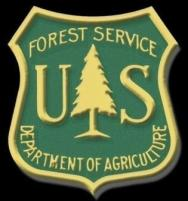 FOREST SERVICE
U S
DEPARTMENT OF AGRICULTURE